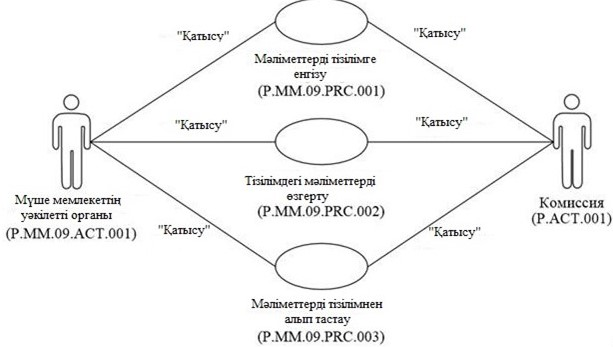 "Қатысу"
"Қатысу"
Мәліметтерді тізілімге
енгізу
(P.MM.09.PRC.001)
"Қатысу"
"Қатысу"
Тізілімдегі мәліметтерді
өзгерту
(P.MM.09.PRC.002)
Мүше мемлекеттің
уәкілетті органы
(P.MM.09.ACT.001)
Комиссия
(P.ACT.001)
"Қатысу"
"Қатысу"
Мәліметтерді тізілімнен
алып тастау
(P.MM.09.PRC.003)